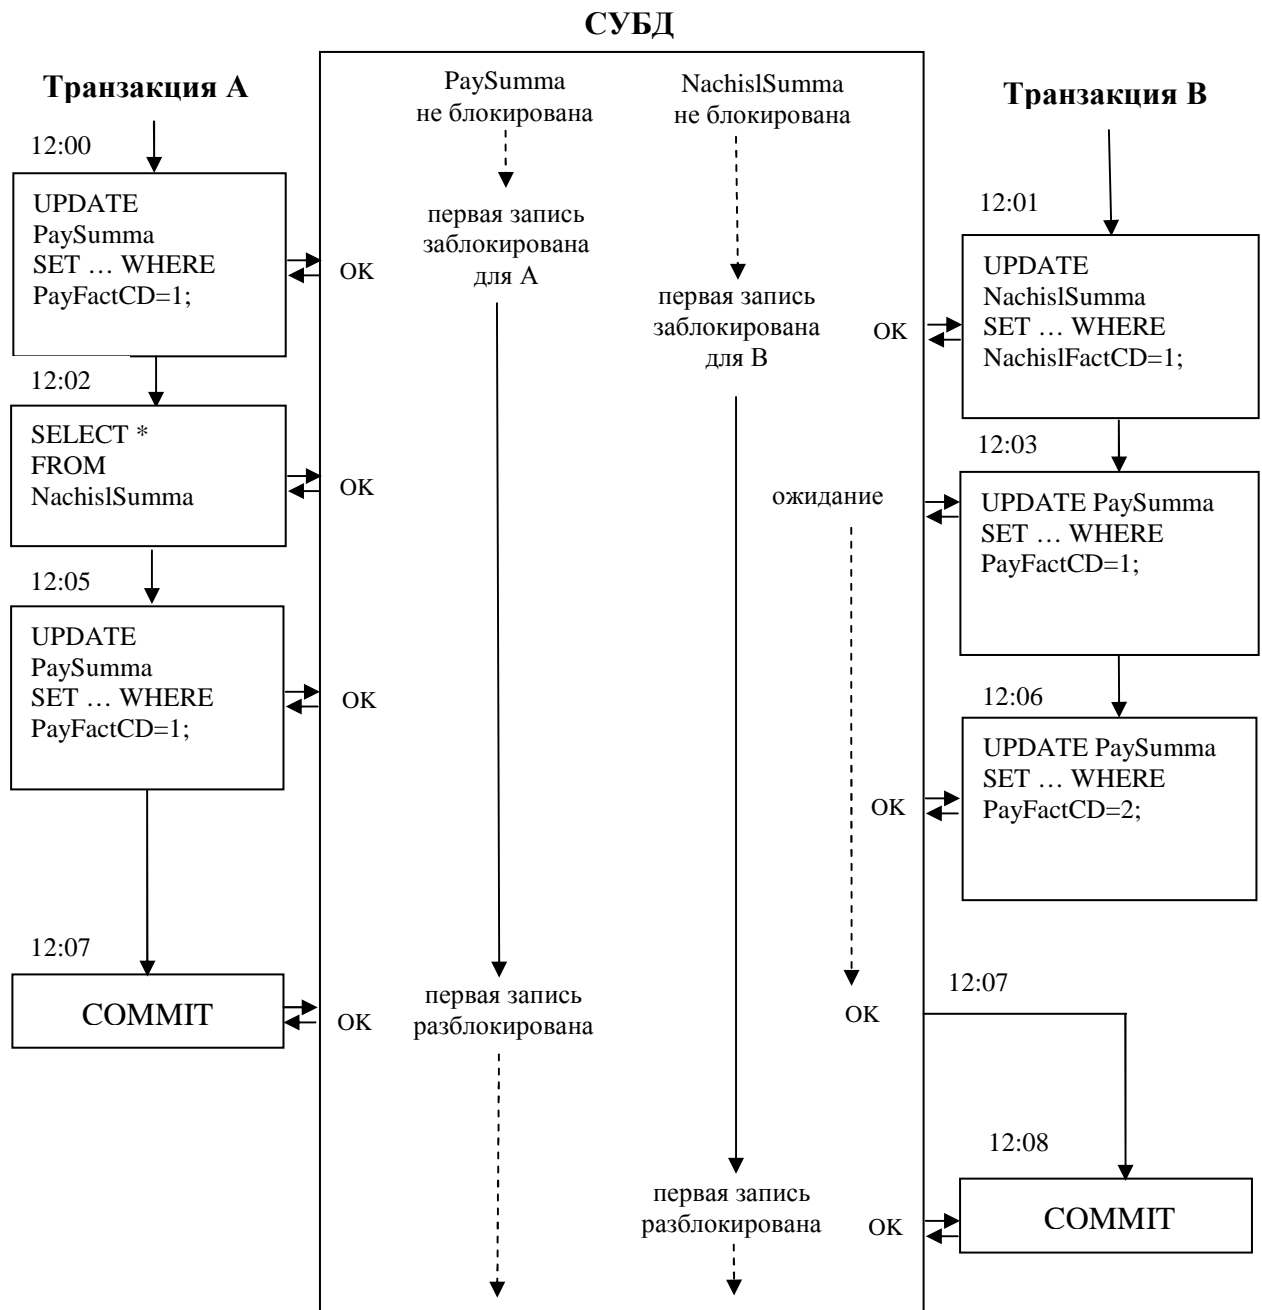 СУБД
Транзакция А
12:00
UPDATE
PaySumma
SET … WHERE
PayFactCD=1;
12:02
SELECT *
FROM
NachislSumma
12:05
UPDATE
PaySumma
SET … WHERE
PayFactCD=1;
12:07
COMMIT
OK
OK
OK
OK
PaySumma
не блокирована
первая запись
заблокирована
для А
первая запись
разблокирована
NachislSumma
не блокирована
первая запись
заблокирована
для В
первая запись
разблокирована
OK
ожидание
OK
OK
OK
Транзакция В
12:01
UPDATE
NachislSumma
SET … WHERE
NachislFactCD=1;
12:03
UPDATE PaySumma
SET … WHERE
PayFactCD=1;
12:06
UPDATE PaySumma
SET … WHERE
PayFactCD=2;
12:07
12:08
COMMIT